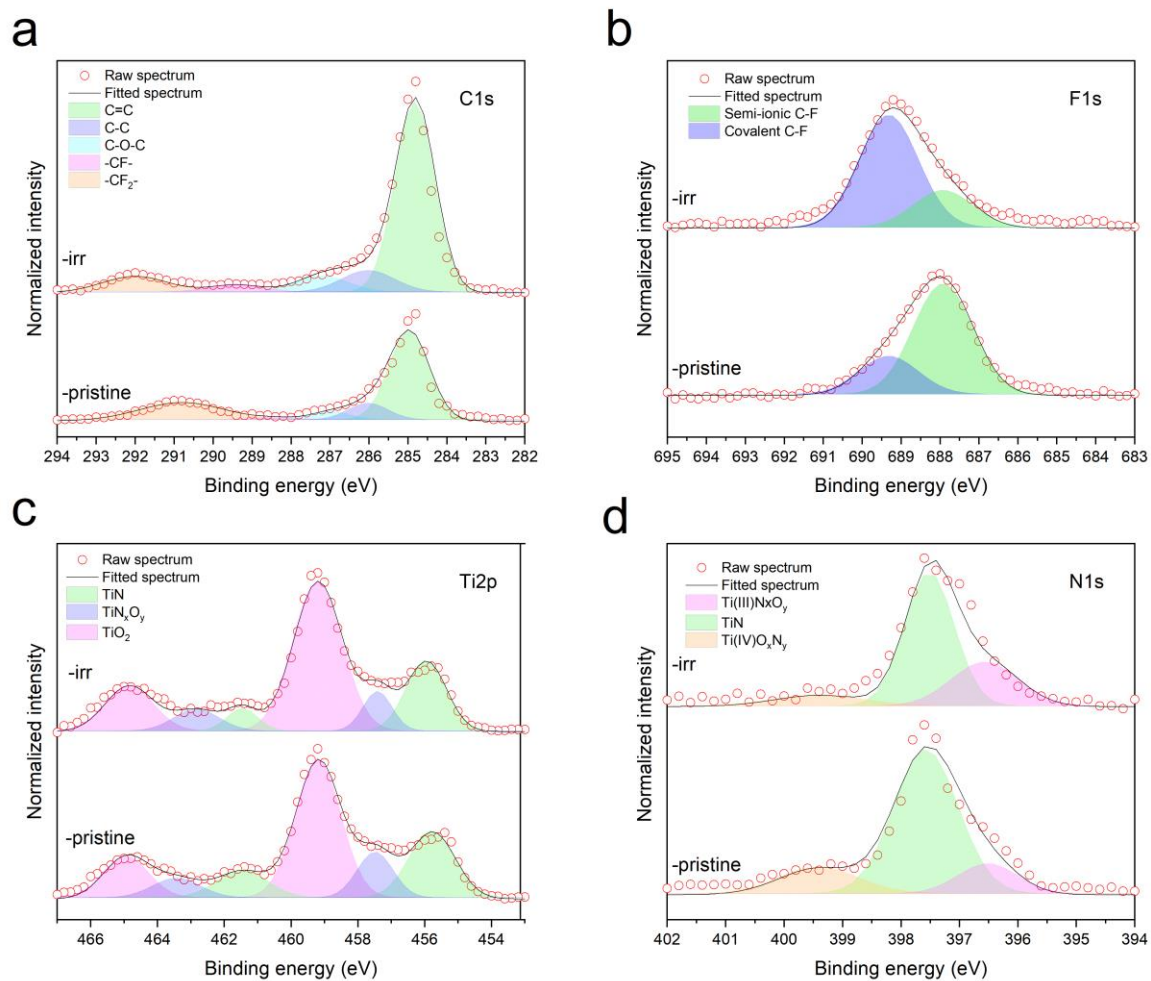 a
Raw spectrum
Fitted spectrum
C=C
C-C
C-O-C
-CF-
-CF₂-
C1s
-irr
-pristine
Normalized intensity
294 293 292 291 290 289 288 287 286 285 284 283 282
Binding energy (eV)
b
Raw spectrum
Fitted spectrum
Semi-ionic C-F
Covalent C-F
F1s
-irr
-pristine
Normalized intensity
695 694 693 692 691 690 689 688 687 686 685 684 683
Binding energy (eV)
c
Raw spectrum
Fitted spectrum
TiN
TiNₓOᵧ
TiO₂
Ti2p
-irr
-pristine
Normalized intensity
466 464 462 460 458 456 454
Binding energy (eV)
d
Raw spectrum
Fitted spectrum
Ti(III)NxOᵧ
TiN
Ti(IV)OₓNᵧ
N1s
-irr
-pristine
Normalized intensity
402 401 400 399 398 397 396 395 394
Binding energy (eV)